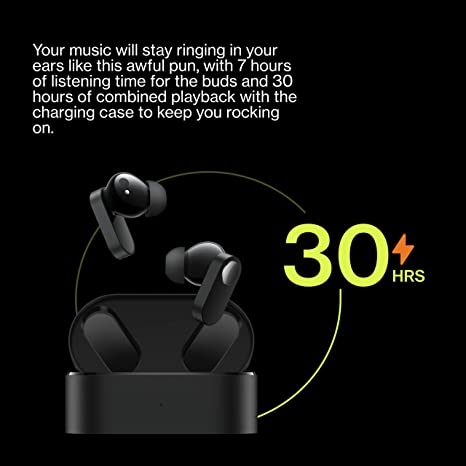 Your music will stay ringing in your
ears like this awful pun, with 7 hours
of listening time for the buds and 30
hours of combined playback with the
charging case to keep you rocking
on.
30
HRS